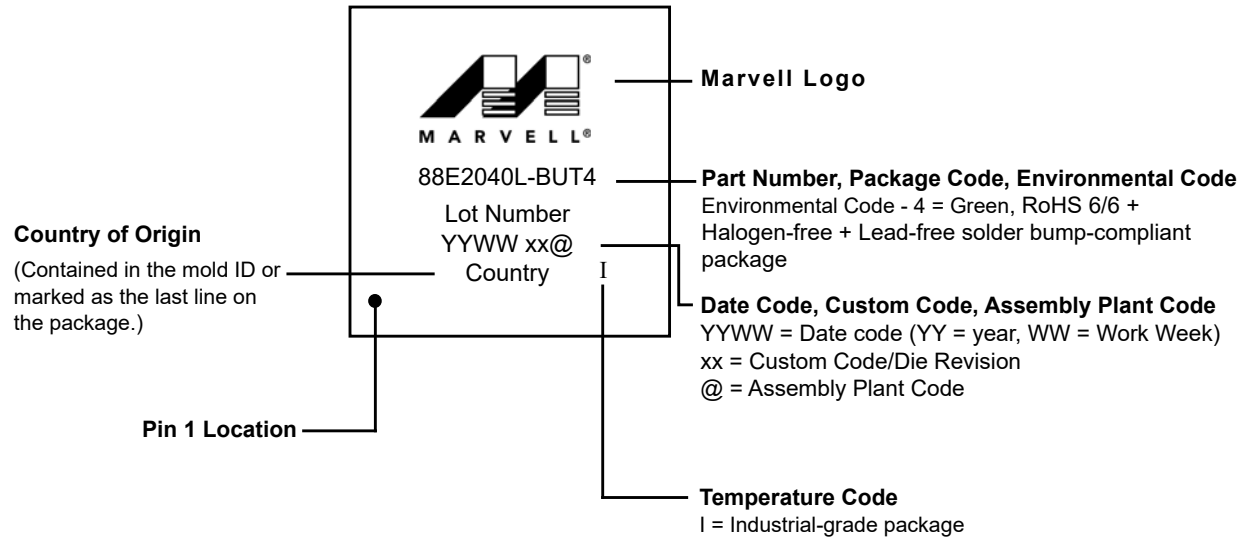 ®
MARVELL®
Marvell Logo
88E2040L-BUT4
Part Number, Package Code, Environmental Code
Environmental Code - 4 = Green, RoHS 6/6 +
Halogen-free + Lead-free solder bump-compliant
package
Lot Number
YYWW xx@
Country
I
Country of Origin
(Contained in the mold ID or
marked as the last line on
the package.)
Date Code, Custom Code, Assembly Plant Code
YYWW = Date code (YY = year, WW = Work Week)
xx = Custom Code/Die Revision
@ = Assembly Plant Code
Pin 1 Location
Temperature Code
I = Industrial-grade package